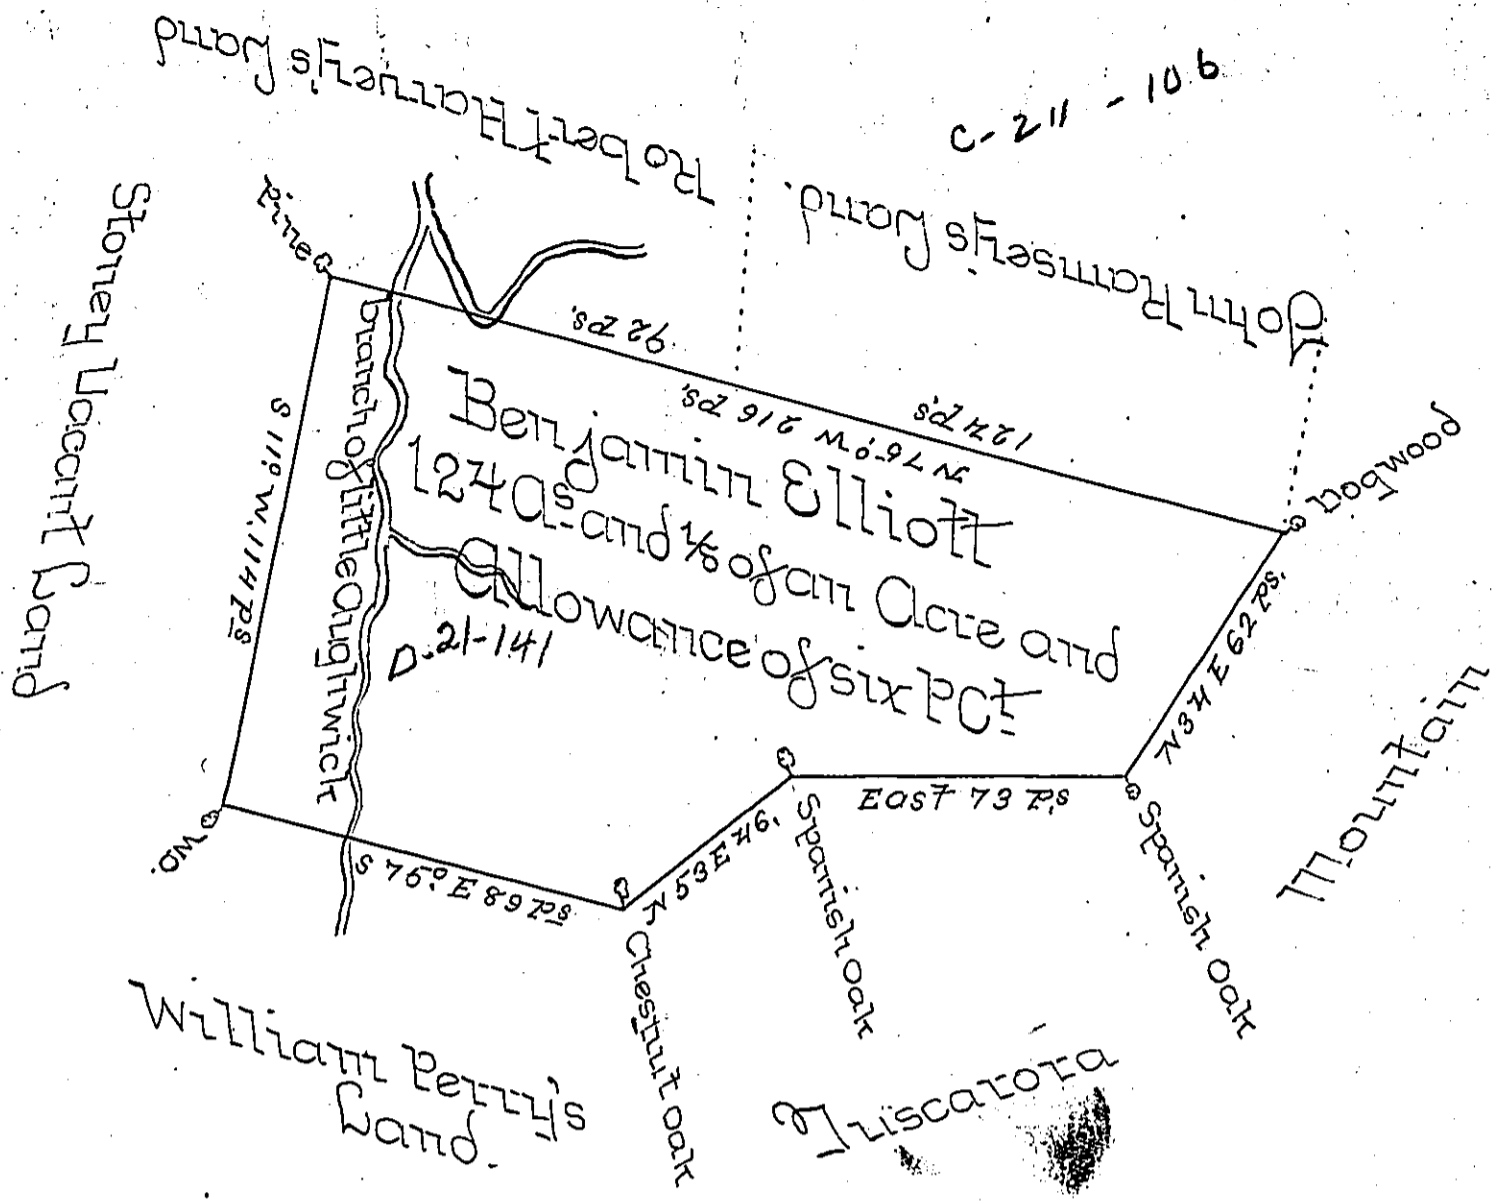 Robert Harvey's Land
C-211-106
John Ramsey's Land.
Stoney Vacant Land
Pine
92 Ps.
N 76° W 216 Ps.
124 Ps.
Dogwood
S 11° W. 114 Ps
branch of little Aughwick
Benjamin Elliott
124 As and 1/8 of an Acre and
Allowance of six P Ct
D-21-141
N 34 E 62 Ps.
Mountain
East 73 Ps
Spanish oak
Spanish oak
N 53 E 46.
Chesnut oak
S 76° E 89 Ps
WO.
William Perry's
Land.
Tuscarora